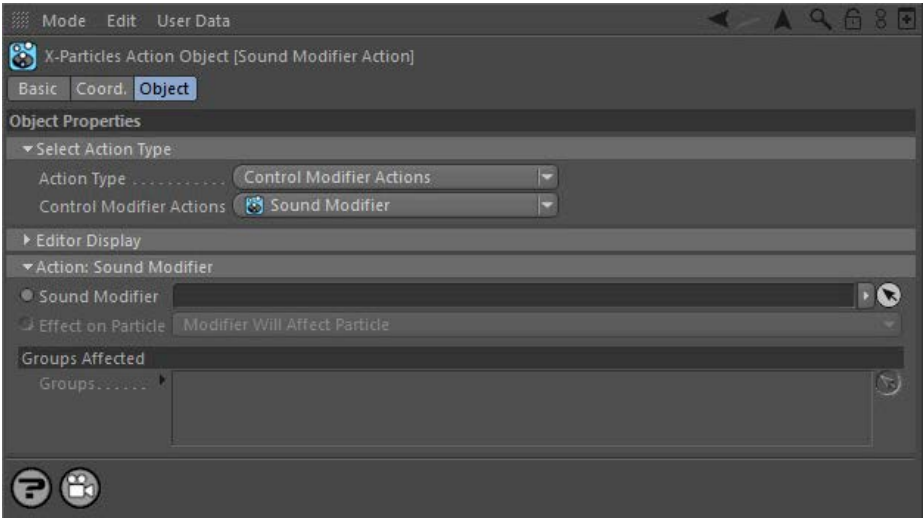 Mode Edit User Data
X-Particles Action Object [Sound Modifier Action]
Basic Coord. Object
Object Properties
Select Action Type
Action Type . . . . . . . . . . . Control Modifier Actions
Control Modifier Actions Sound Modifier
Editor Display
Action: Sound Modifier
Sound Modifier
Effect on Particle Modifier Will Affect Particle
Groups Affected
Groups. . . . . .